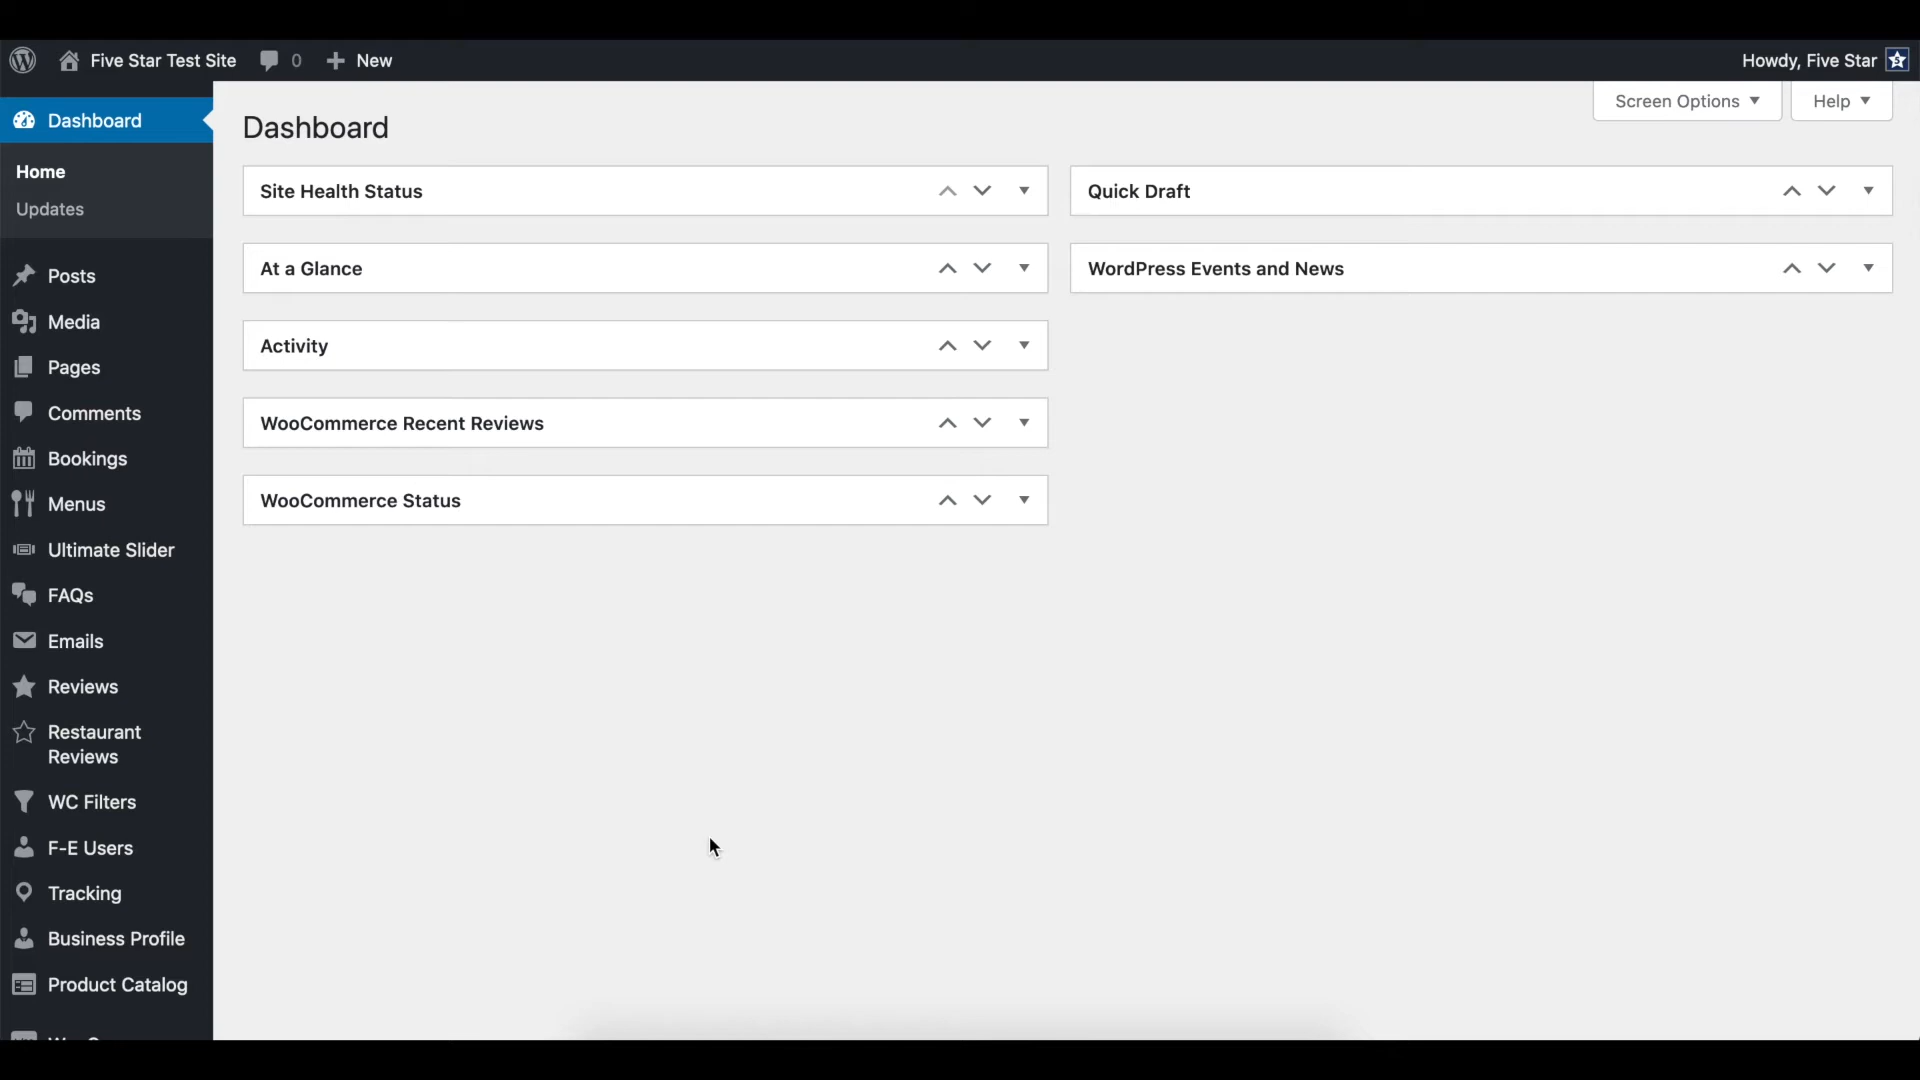 Five Star Test Site 0 New Howdy, Five Star
Screen Options Help
Dashboard
Home
Updates
Posts
Media
Pages
Comments
Bookings
Menus
Ultimate Slider
FAQs
Emails
Reviews
Restaurant
Reviews
WC Filters
F-E Users
Tracking
Business Profile
Product Catalog
Dashboard
Site Health Status
At a Glance
Activity
WooCommerce Recent Reviews
WooCommerce Status
Quick Draft
WordPress Events and News